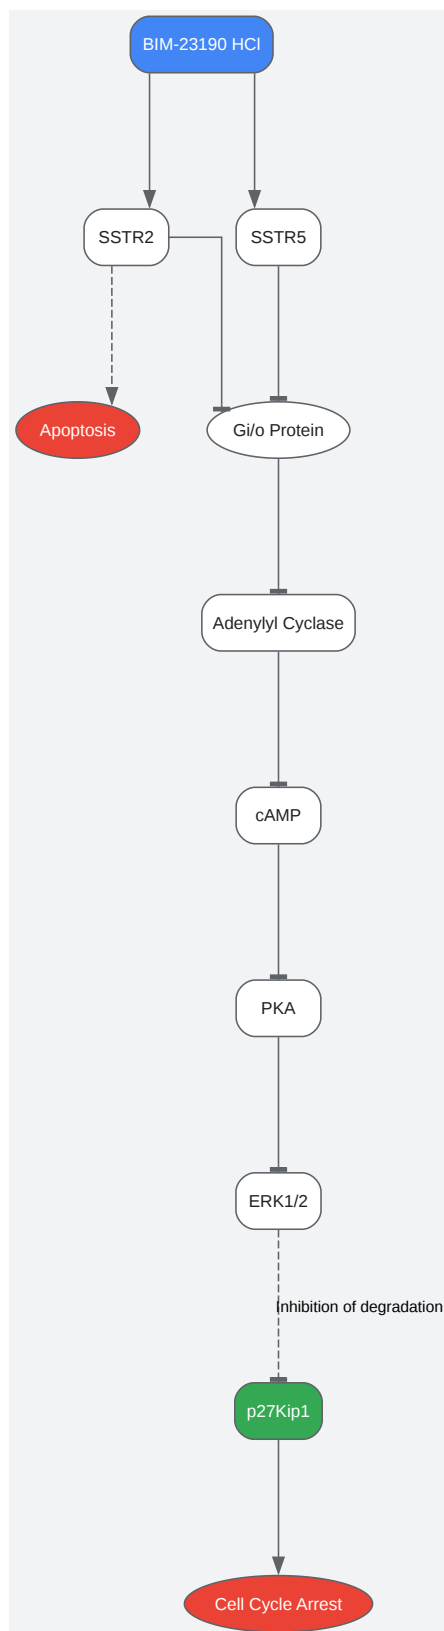 BIM-23190 HCl
SSTR2
SSTR5
Apoptosis
Gi/o Protein
Adenylyl Cyclase
cAMP
PKA
ERK1/2
Inhibition of degradation
p27Kip1
Cell Cycle Arrest